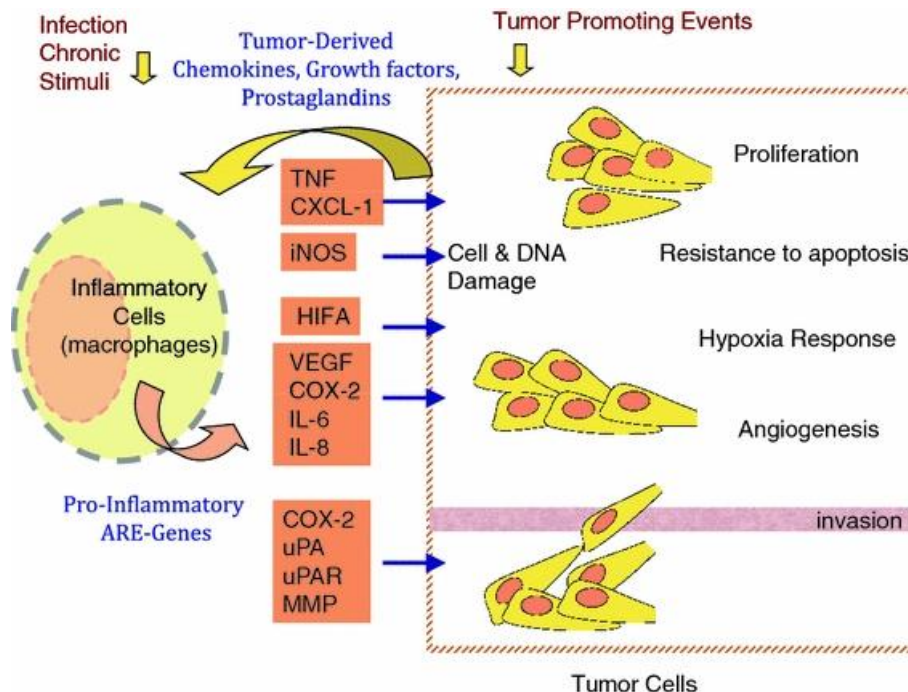 Infection
Chronic
Stimuli
Tumor-Derived
Chemokines, Growth factors,
Prostaglandins
Tumor Promoting Events
TNF
CXCL-1
iNOS
HIFA
VEGF
COX-2
IL-6
IL-8
COX-2
uPA
uPAR
MMP
Inflammatory
Cells
(macrophages)
Pro-Inflammatory
ARE-Genes
Cell & DNA
Damage
Proliferation
Resistance to apoptosis
Hypoxia Response
Angiogenesis
invasion
Tumor Cells